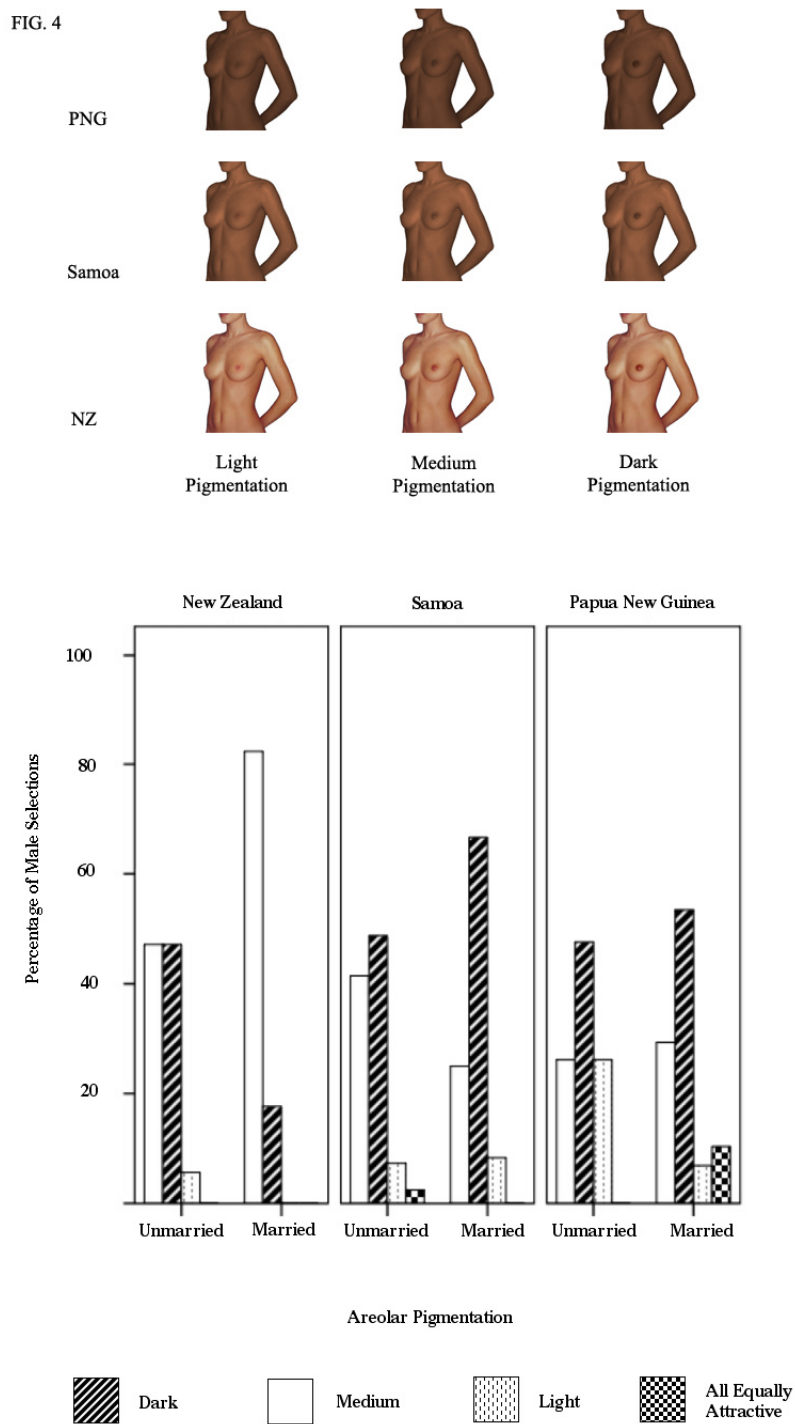 FIG. 4
PNG
Samoa
NZ
Light
Pigmentation
Medium
Pigmentation
Dark
Pigmentation
New Zealand
Samoa
Papua New Guinea
Percentage of Male Selections
100
80
60
40
20
Unmarried
Married
Unmarried
Married
Unmarried
Married
Areolar Pigmentation
Dark
Medium
Light
All Equally
Attractive